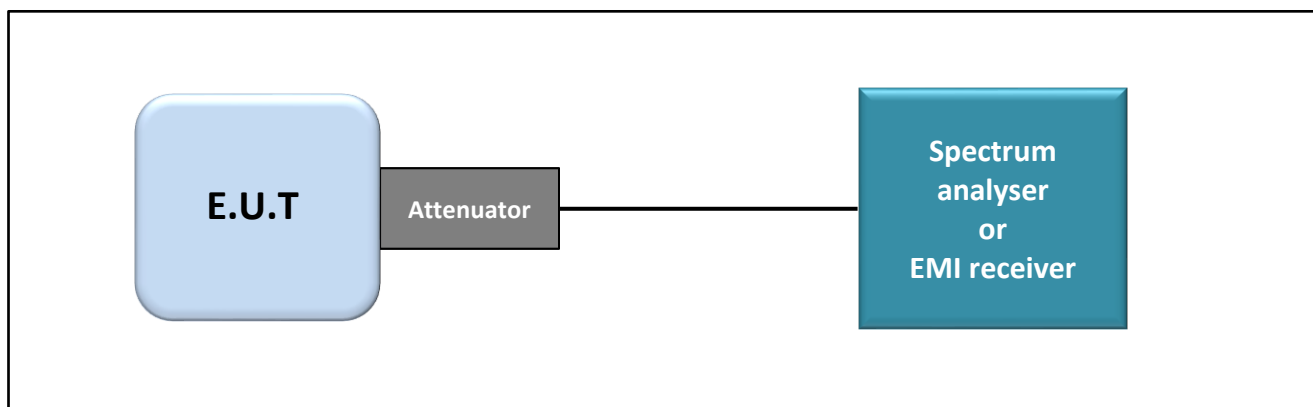 E.U.T
Attenuator
Spectrum
analyser
or
EMI receiver